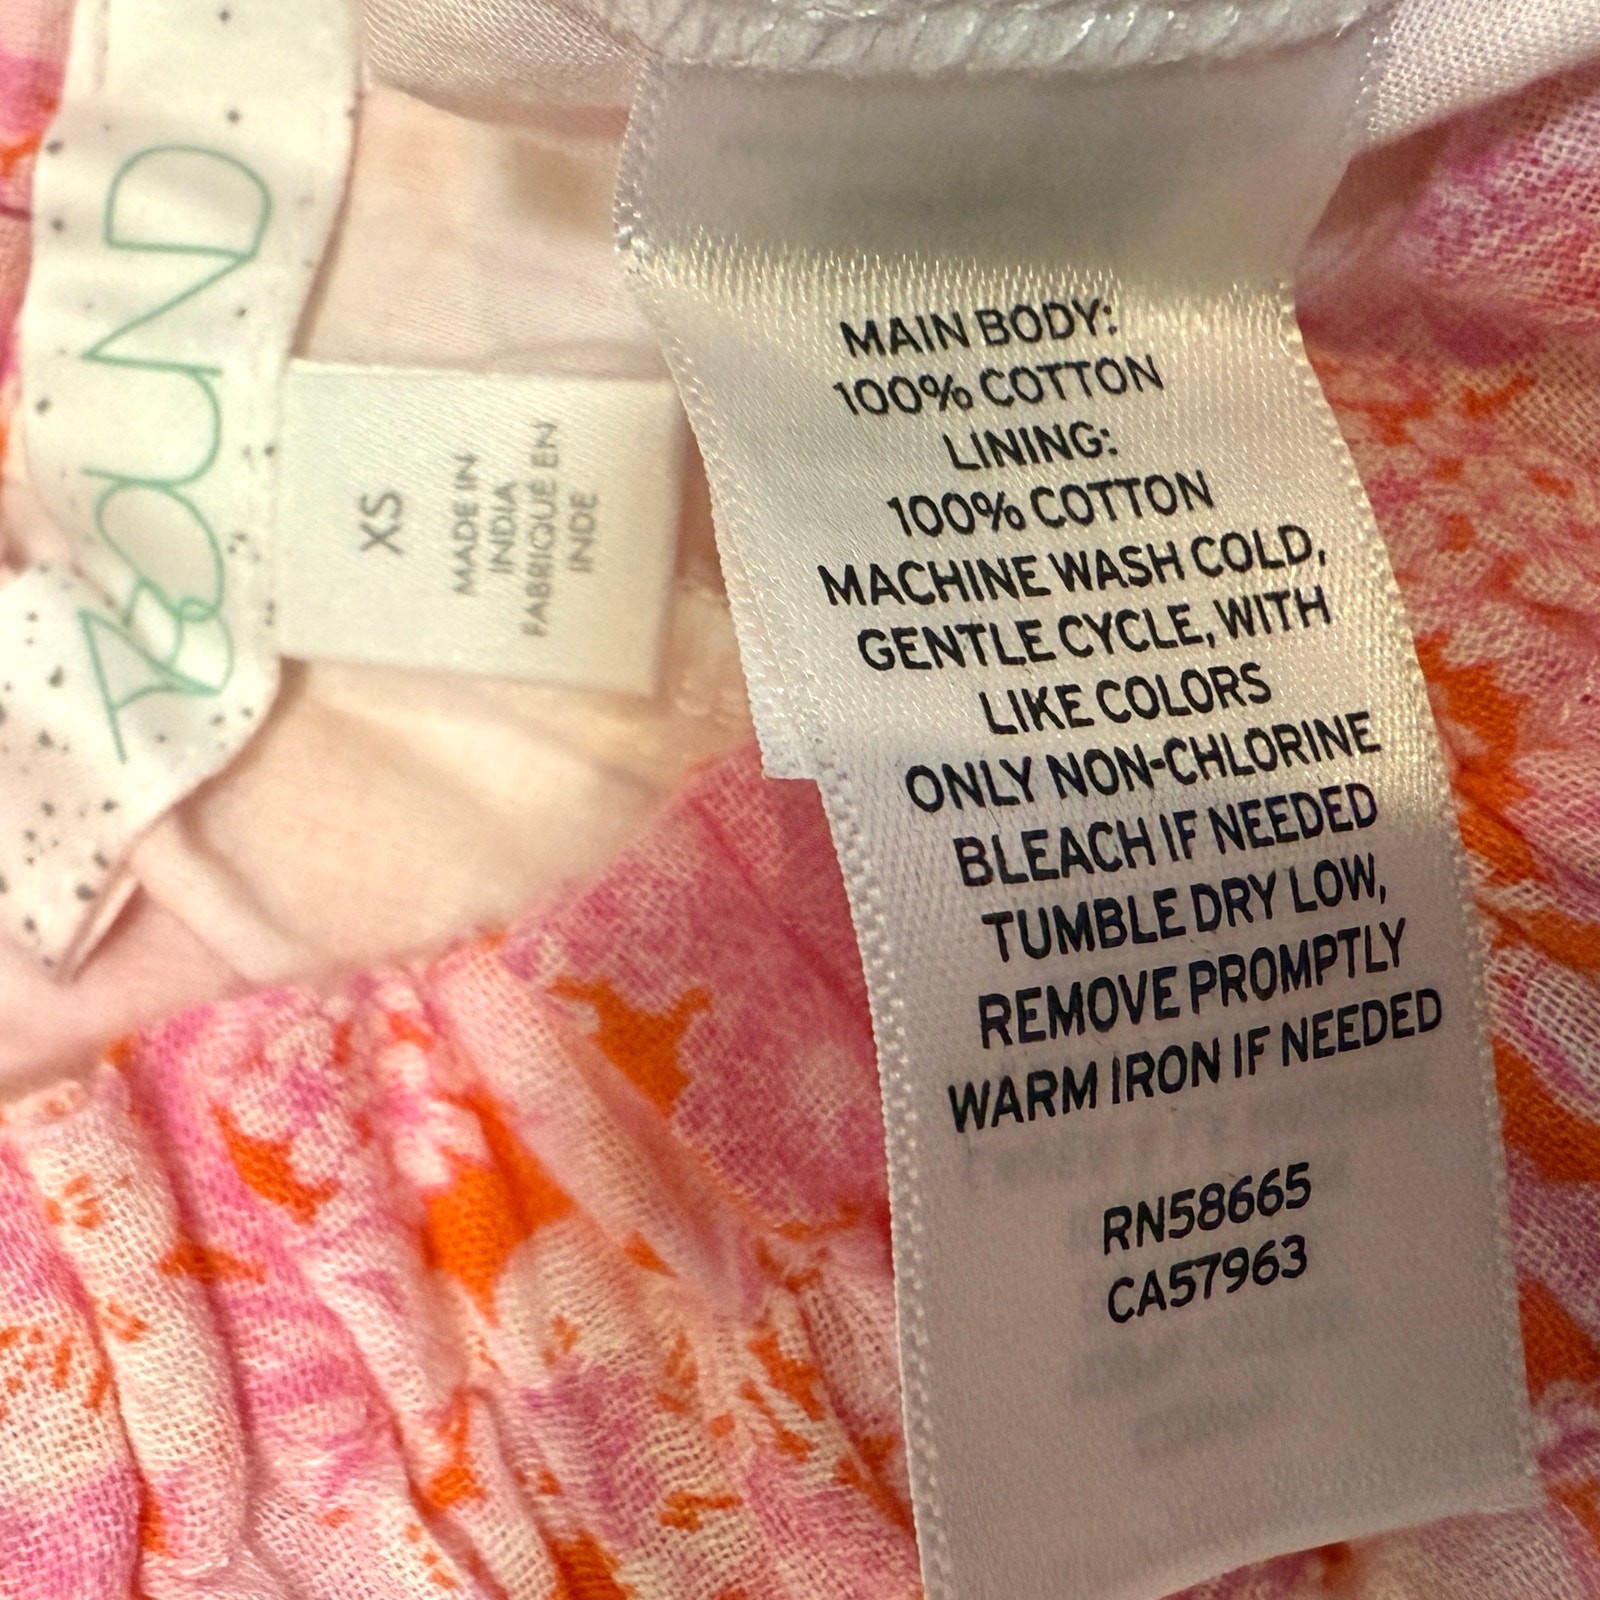 XS
MADE IN
INDIA
FABRIQUÉ EN
INDE
MAIN BODY:
100% COTTON
LINING:
100% COTTON
MACHINE WASH COLD,
GENTLE CYCLE, WITH
LIKE COLORS
ONLY NON-CHLORINE
BLEACH IF NEEDED
TUMBLE DRY LOW,
REMOVE PROMPTLY
WARM IRON IF NEEDED
RN58665
CA57963